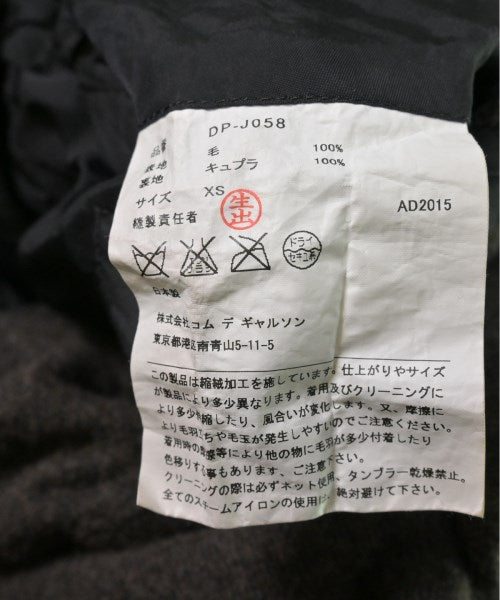 品番 DP-J058
表地 毛 100%
裏地 キュプラ 100%
サイズ XS
縫製責任者 生出
AD2015
ドライ
セキユ系
日本製
株式会社コム デ ギャルソン
東京都港区南青山5-11-5
この製品は縮絨加工を施しています。仕上がりやサイズ
が製品により多少異なります。着用及びクリーニングに
より多少収縮したり、風合いが変化します。又、摩擦に
より毛羽立ちや毛玉が発生しやすいのでご注意ください。
着用時の摩擦等により他の物に毛羽が多少付着したり
色移りする事もあります、ご注意下さい。
クリーニングの際は必ずネット使用、タンブラー乾燥禁止。
全てのスチームアイロンの使用は、絶対避けて下さい。